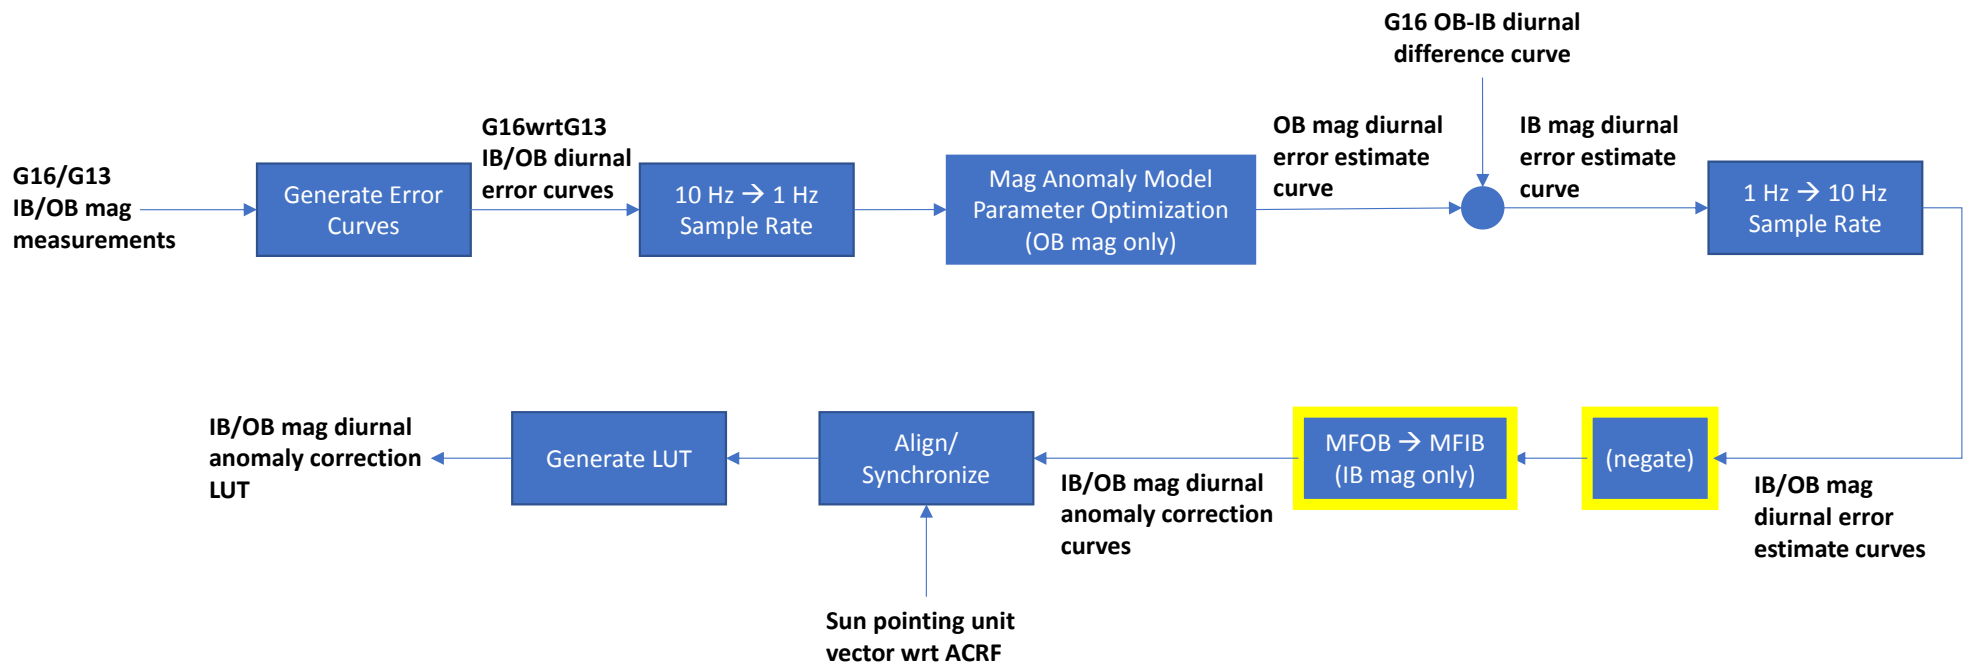 G16 OB-IB diurnal
difference curve
G16/G13
IB/OB mag
measurements
Generate Error
Curves
G16wrtG13
IB/OB diurnal
error curves
10 Hz → 1 Hz
Sample Rate
Mag Anomaly Model
Parameter Optimization
(OB mag only)
OB mag diurnal
error estimate
curve
IB mag diurnal
error estimate
curve
1 Hz → 10 Hz
Sample Rate
IB/OB mag
diurnal error
estimate curves
(negate)
MFOB → MFIB
(IB mag only)
IB/OB mag diurnal
anomaly correction
curves
Align/
Synchronize
Sun pointing unit
vector wrt ACRF
Generate LUT
IB/OB mag diurnal
anomaly correction
LUT